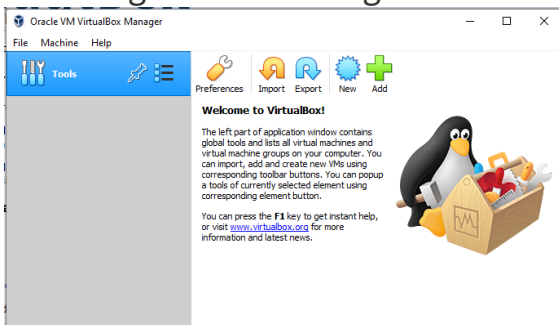 Oracle VM VirtualBox Manager
File Machine Help
Tools
Preferences Import Export New Add
Welcome to VirtualBox!
The left part of application window contains
global tools and lists all virtual machines and
virtual machine groups on your computer. You
can import, add and create new VMs using
corresponding toolbar buttons. You can popup
a tools of currently selected element using
corresponding element button.
You can press the F1 key to get instant help,
or visit www.virtualbox.org for more
information and latest news.